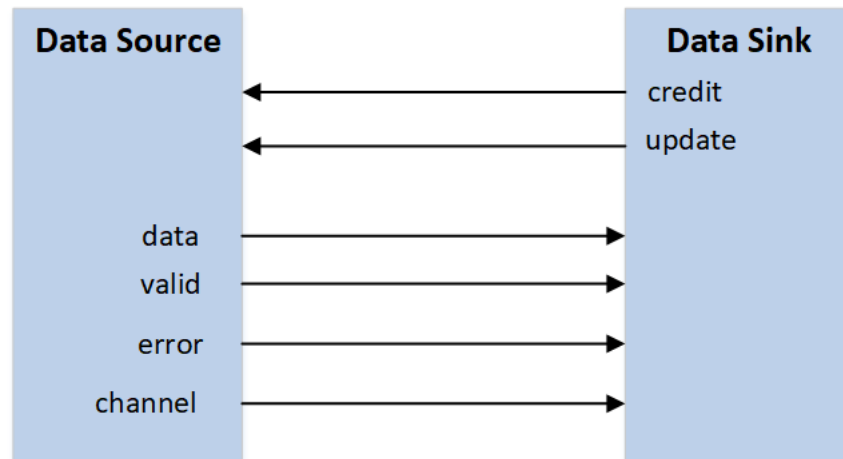 Data Source
Data Sink
credit
update
data
valid
error
channel